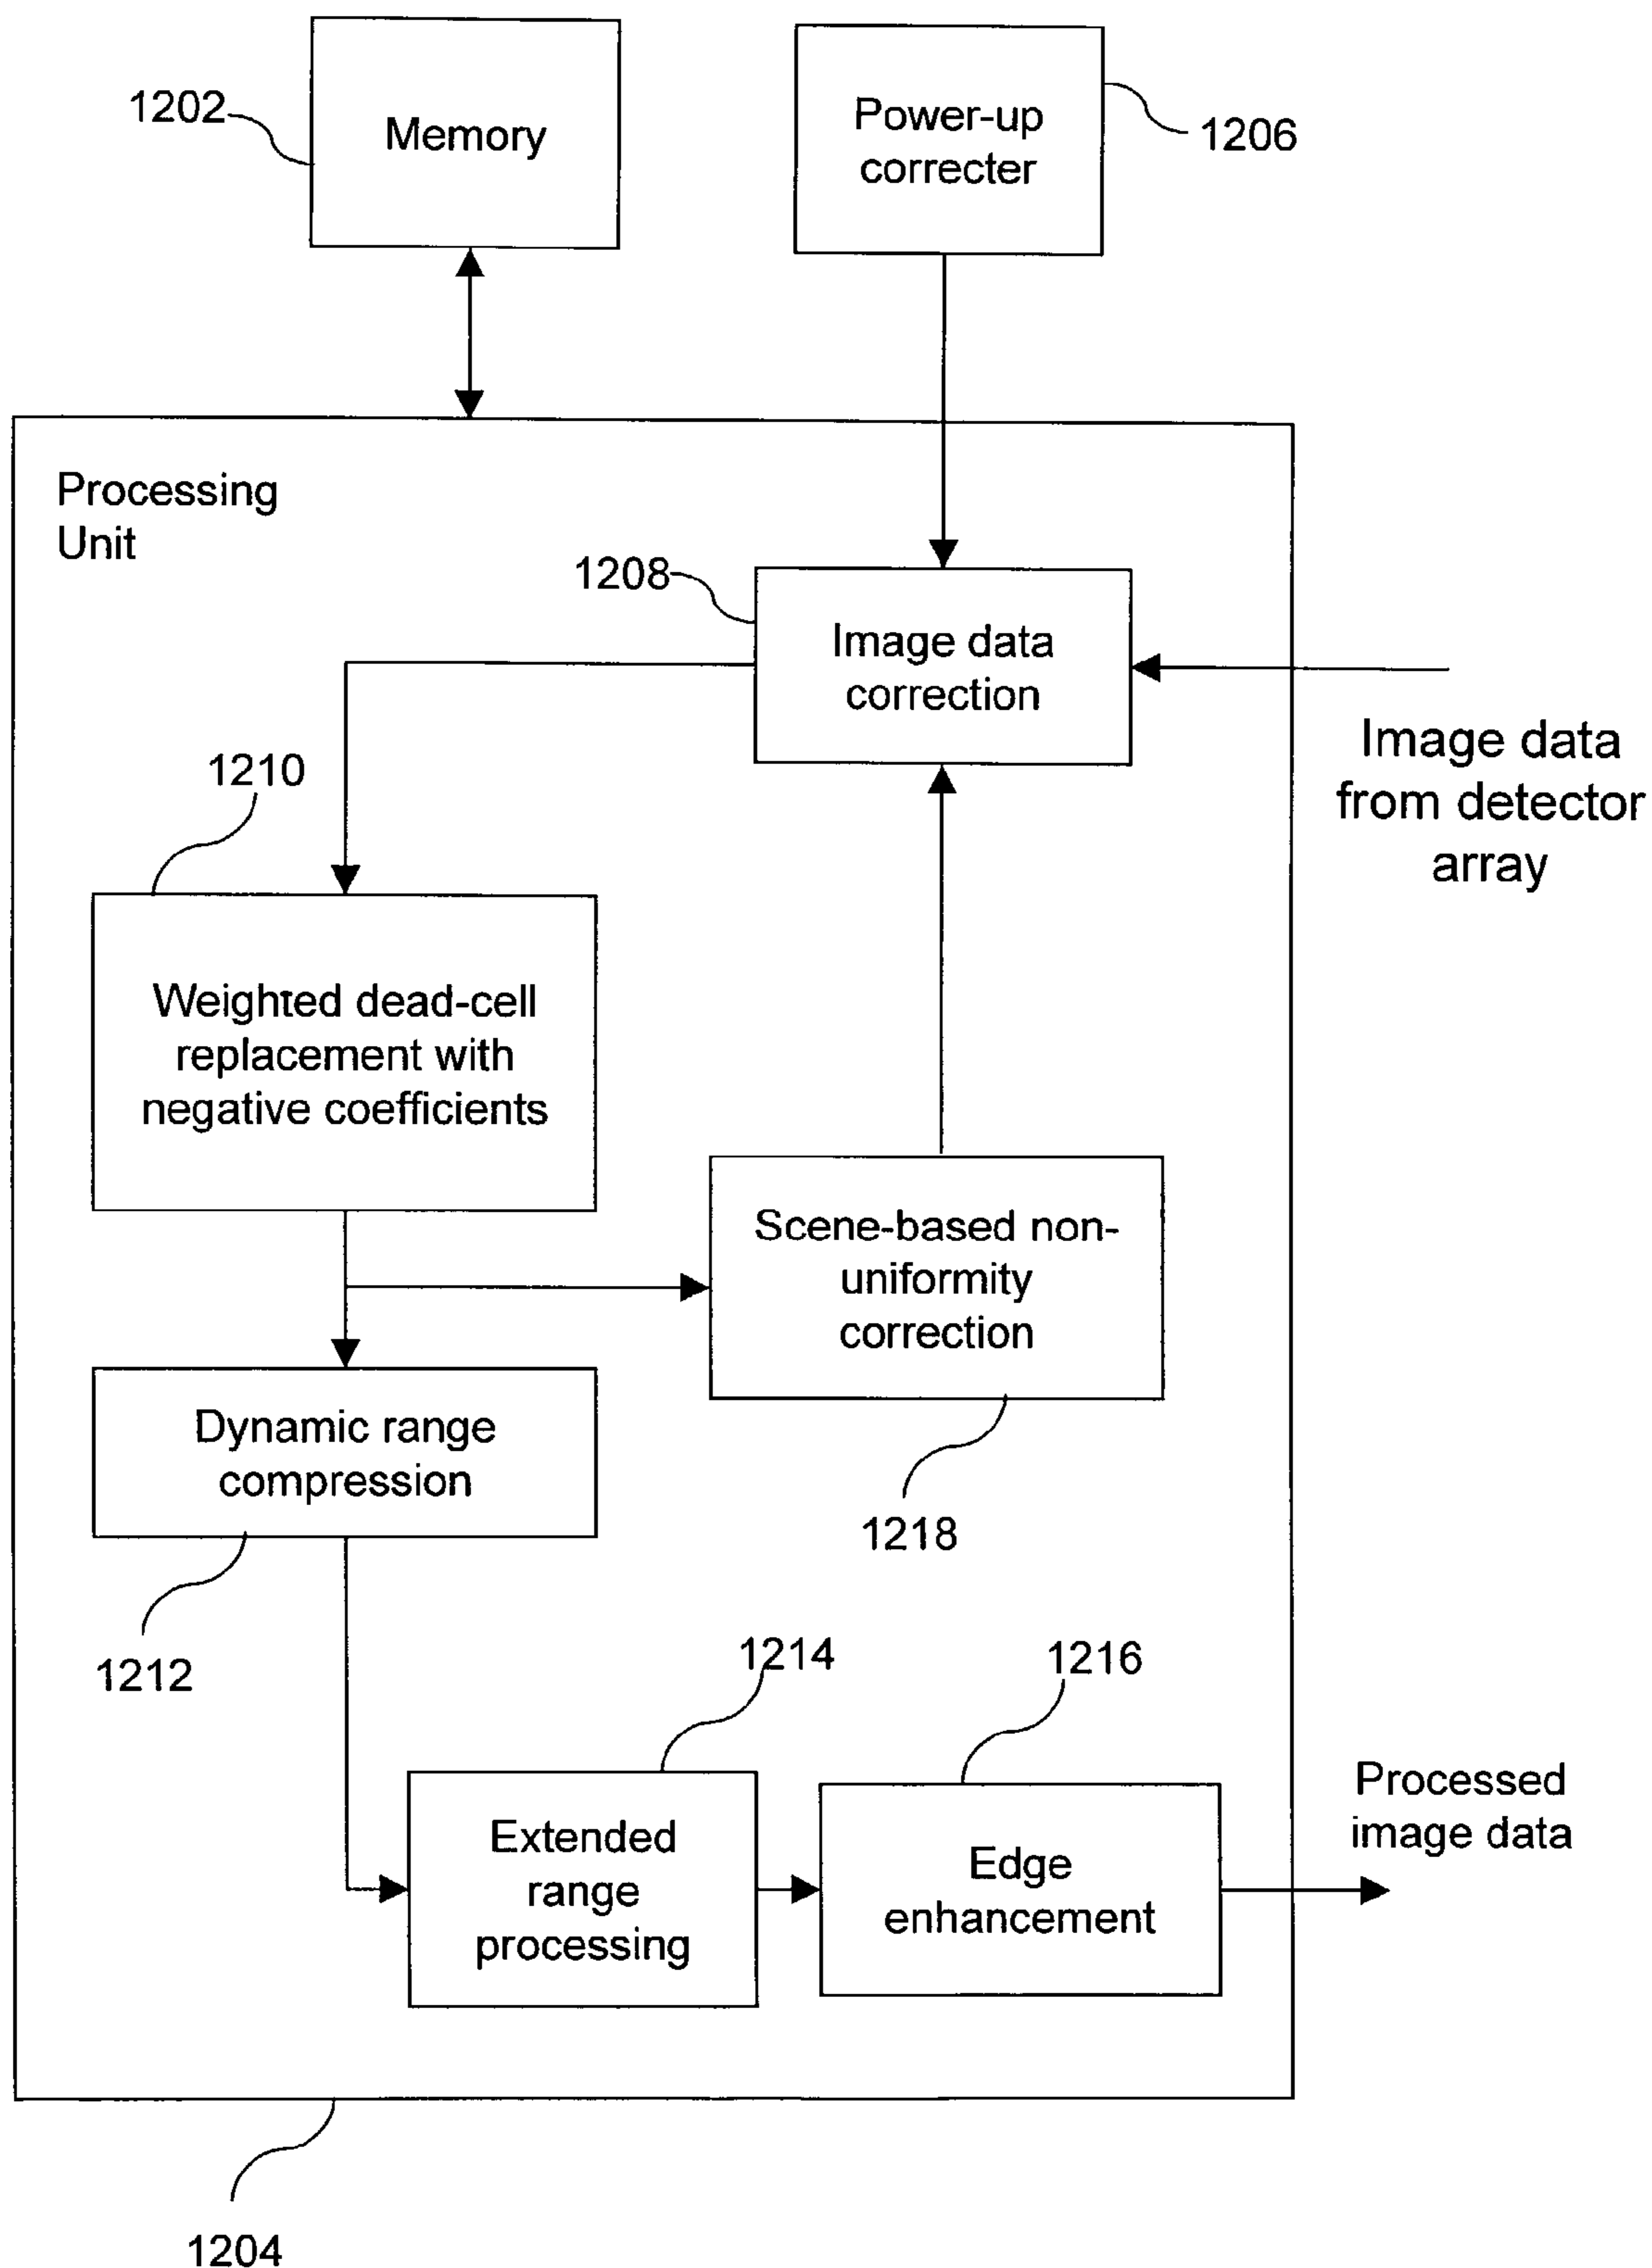 1202
Memory
Power-up
correcter
1206
Processing
Unit
1208
Image data
correction
Image data
from detector
array
1210
Weighted dead-cell
replacement with
negative coefficients
Scene-based non-
uniformity
correction
1218
Dynamic range
compression
1212
1214
1216
Extended
range
processing
Edge
enhancement
Processed
image data
1204